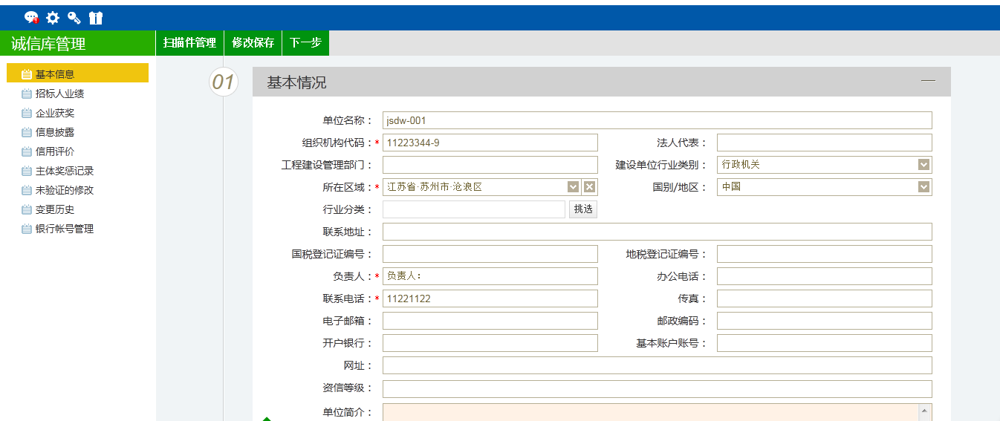 诚信库管理
扫描件管理 修改保存 下一步
基本信息
招标人业绩
企业获奖
信息披露
信用评价
主体奖惩记录
未验证的修改
变更历史
银行帐号管理
01 基本情况
单位名称： jsdw-001
组织机构代码：* 11223344-9 法人代表：
工程建设管理部门： 建设单位行业类别： 行政机关
所在区域：* 江苏省·苏州市·沧浪区 国别/地区： 中国
行业分类： 挑选
联系地址：
国税登记证编号： 地税登记证编号：
负责人：* 负责人： 办公电话：
联系电话：* 11221122 传真：
电子邮箱： 邮政编码：
开户银行： 基本账户账号：
网址：
资信等级：
单位简介：